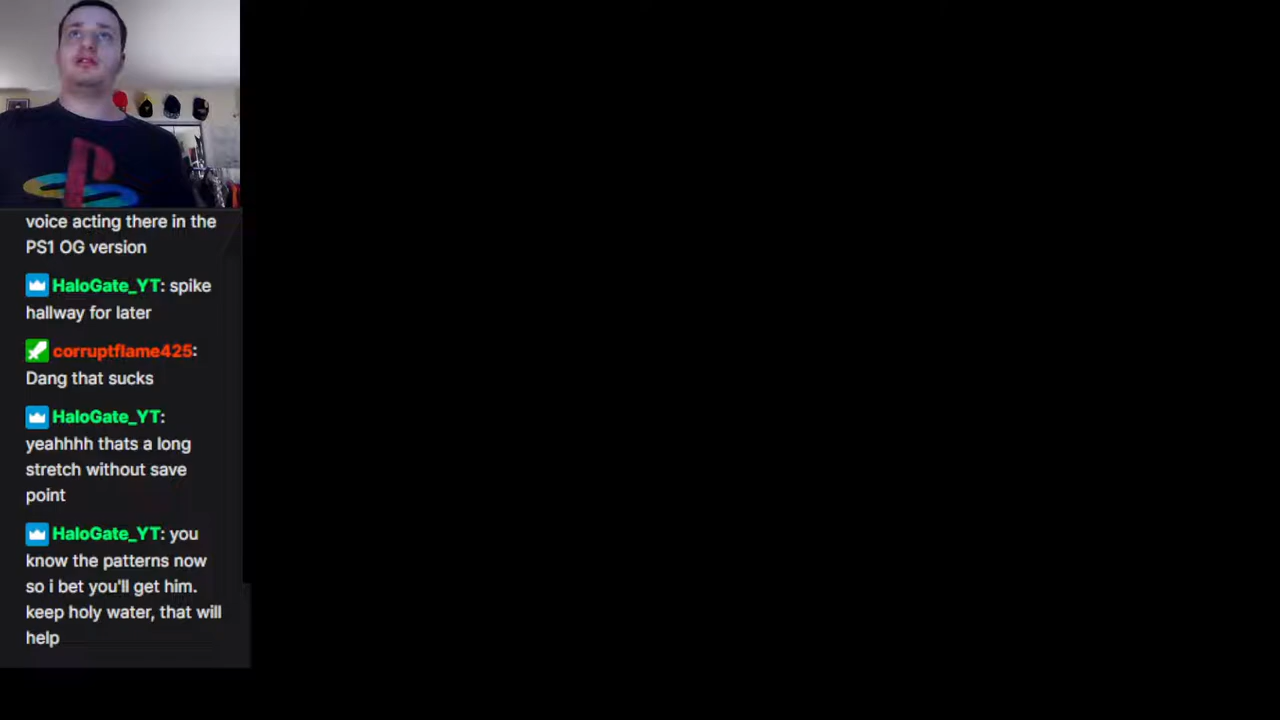 voice acting there in the
PS1 OG version
HaloGate_YT: spike
hallway for later
corruptflame425:
Dang that sucks
HaloGate_YT:
yeahhhh thats a long
stretch without save
point
HaloGate_YT: you
know the patterns now
so i bet you'll get him.
keep holy water, that will
help